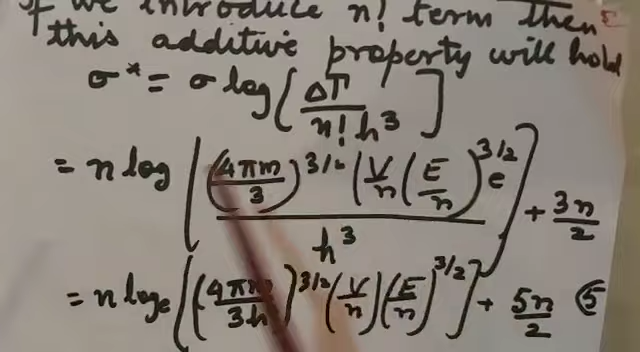 If we introduce n! term then
this additive property will hold
σ* = σ log [ ΔΓ / n! h³ ]
= n log [ (4πm/3)^3/2 (V/n (E/n)^3/2 e / h³ ] + 3n/2
= n logₑ [ (4πm/3h)^3/2 (V/n) (E/n)^3/2 ] + 5n/2 ⑤